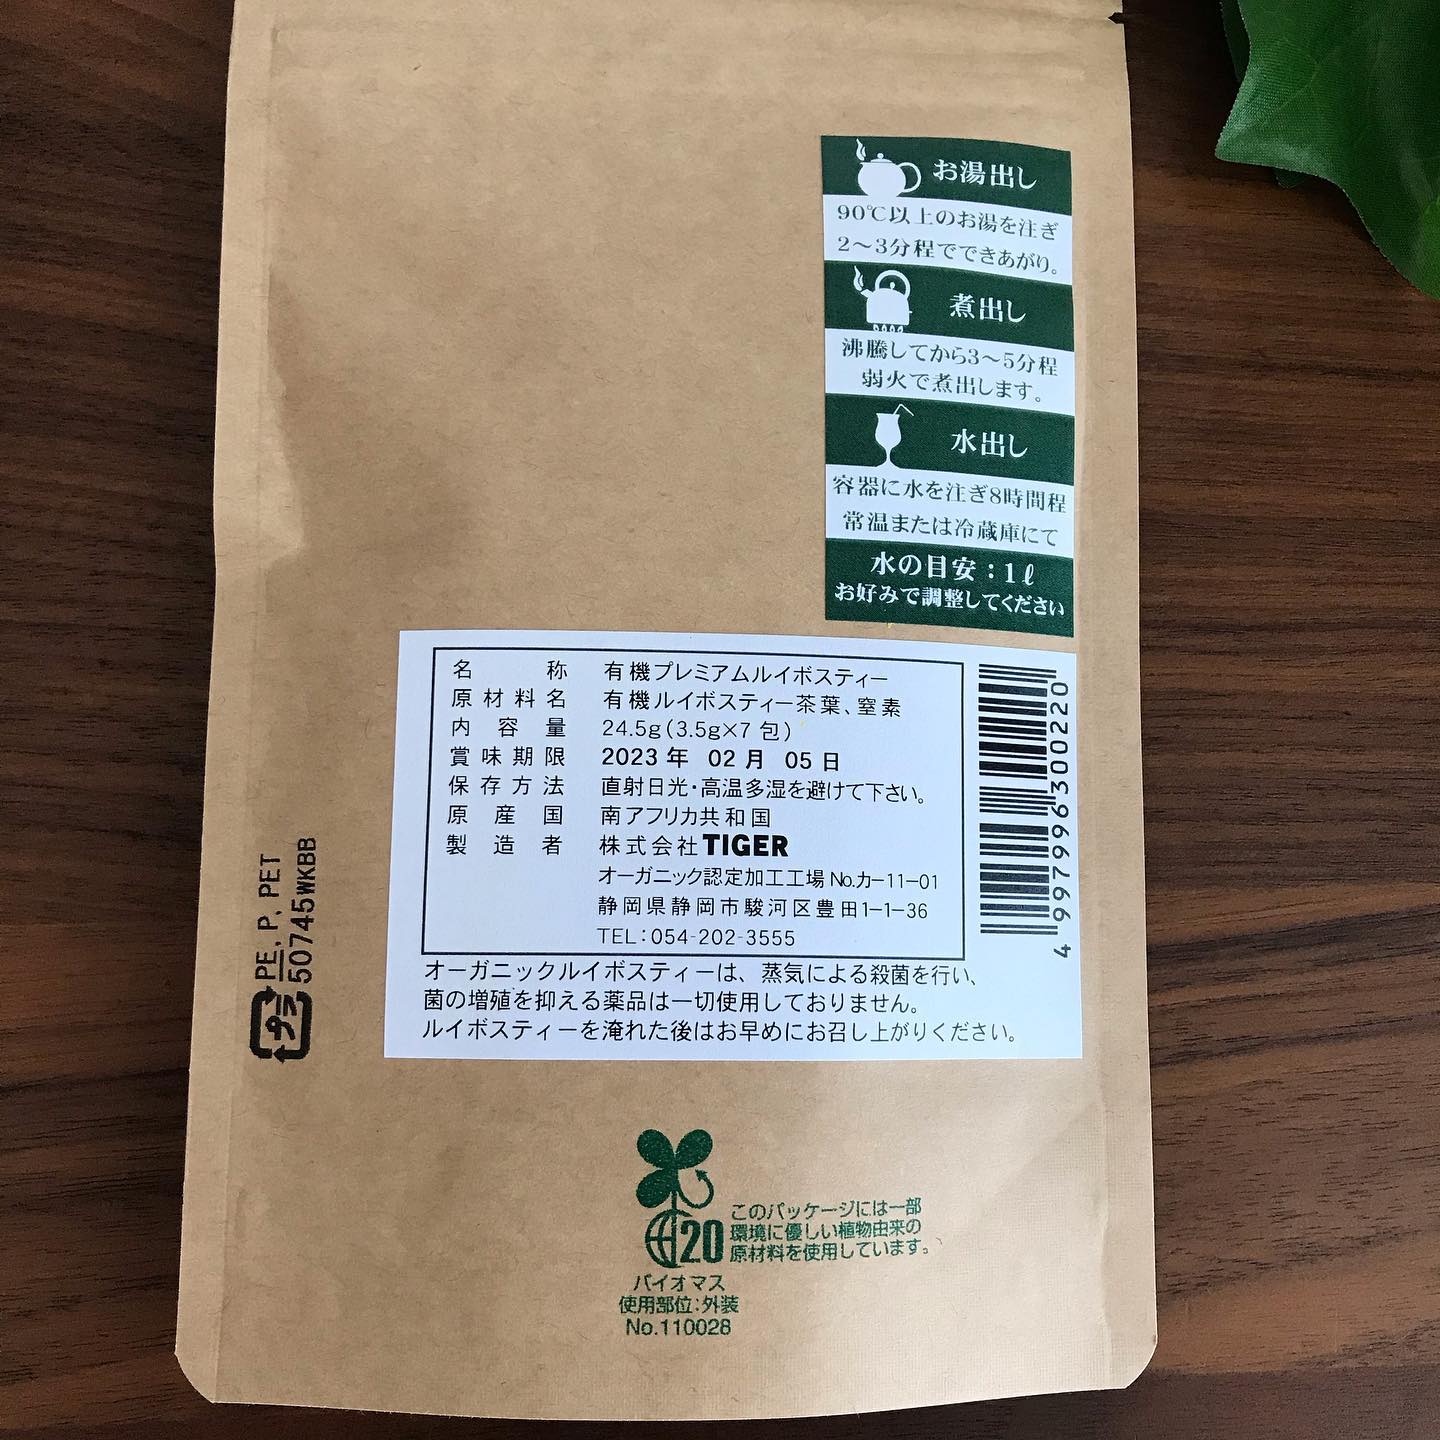 お湯出し
90℃以上のお湯を注ぎ
2〜3分程でできあがり。
煮出し
沸騰してから3〜5分程
弱火で煮出します。
水出し
容器に水を注ぎ8時間程
常温または冷蔵庫にて
水の目安：1ℓ
お好みで調整してください
名称 有機プレミアムルイボスティー
原材料名 有機ルイボスティー茶葉、窒素
内容量 24.5g(3.5g×7 包)
賞味期限 2023 年 02 月 05 日
保存方法 直射日光・高温多湿を避けて下さい。
原産国 南アフリカ共和国
製造者 株式会社TIGER
オーガニック認定加工工場No.カ-11-01
静岡県静岡市駿河区豊田1-1-36
TEL：054-202-3555
オーガニックルイボスティーは、蒸気による殺菌を行い、
菌の増殖を抑える薬品は一切使用しておりません。
ルイボスティーを淹れた後はお早めにお召し上がりください。
4 997996 300220
プラ PE, P, PET
50745WKBB
20
このパッケージには一部
環境に優しい植物由来の
原材料を使用しています。
バイオマス
使用部位：外装
No.110028